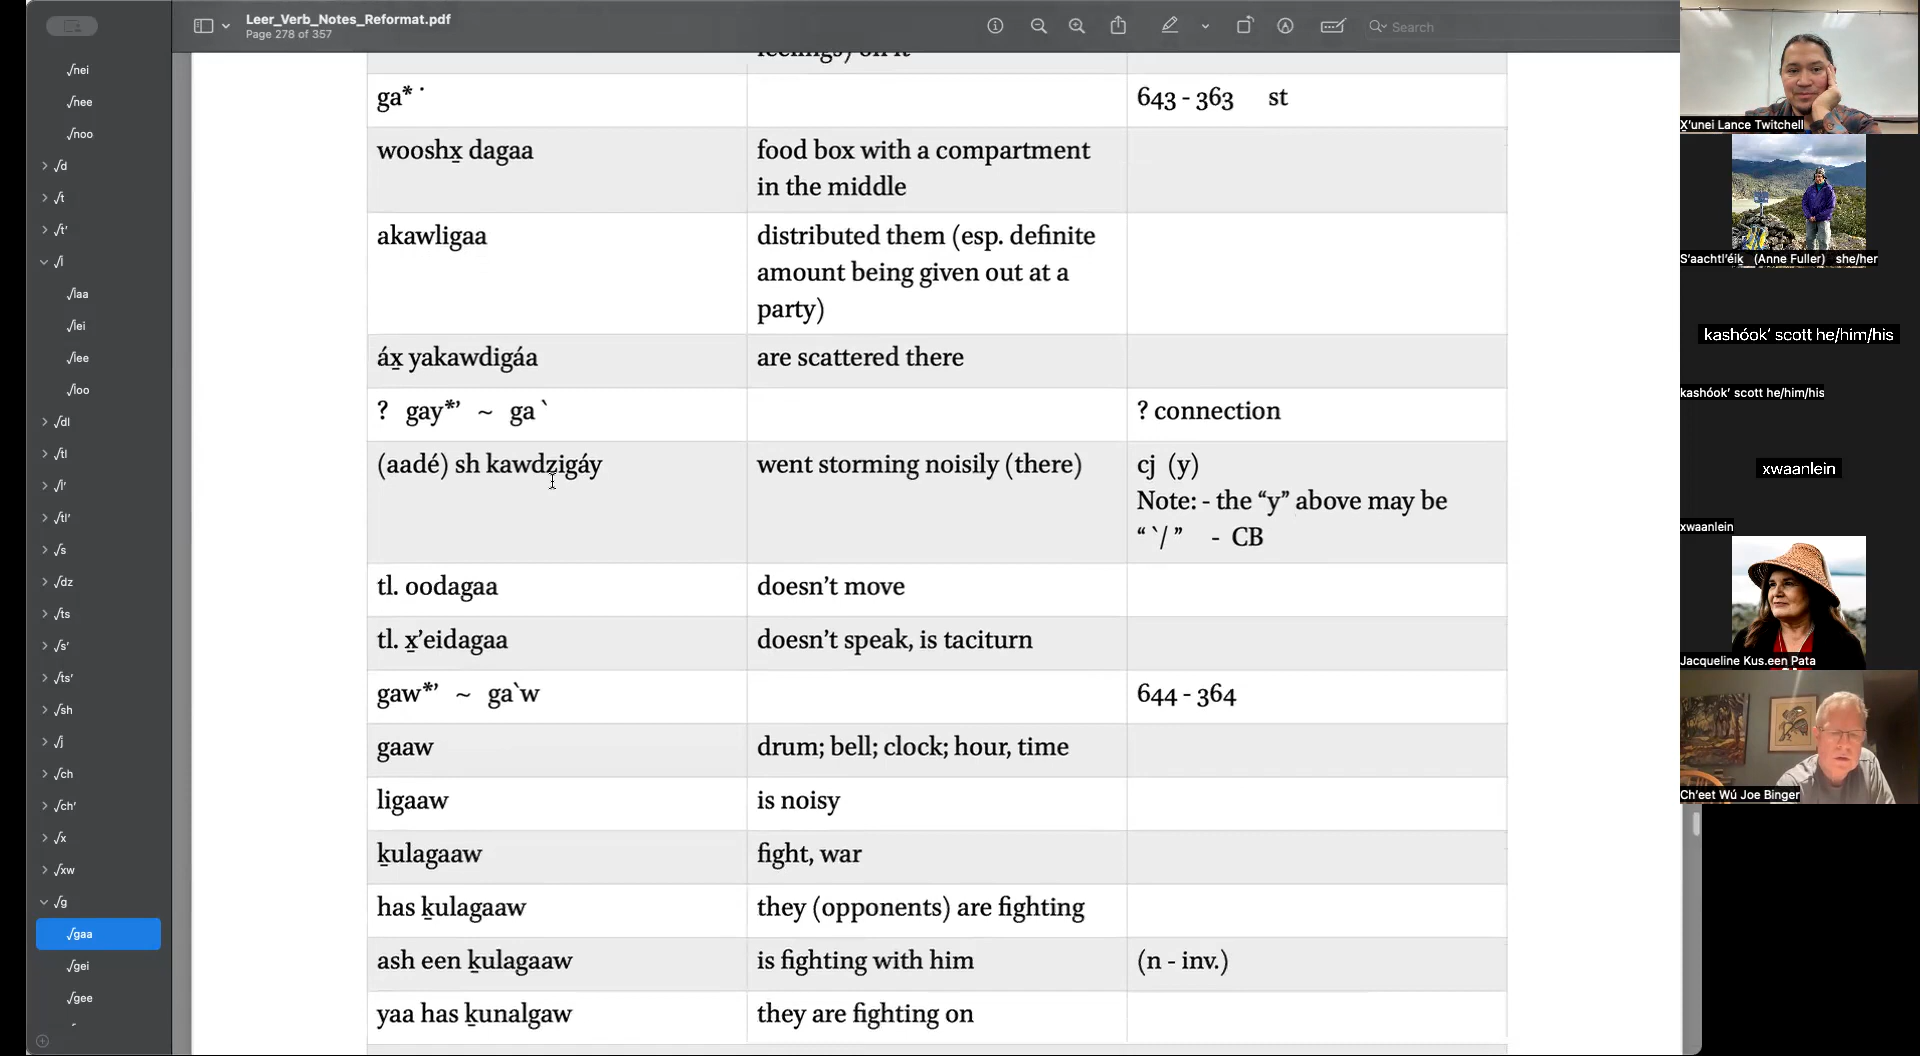 Leer_Verb_Notes_Reformat.pdf
Page 278 of 357
Search
√nei
√nee
√noo
√d
√t
√t'
√l
√laa
√lei
√lee
√loo
√dl
√tl
√l'
√tl'
√s
√dz
√ts
√s'
√ts'
√sh
√j
√ch
√ch'
√x
√xw
√g
√gaa
√gei
√gee
feelings) on it
ga* ˙ 643 - 363 st
wooshx̱ dagaa food box with a compartment
in the middle
akawligaa distributed them (esp. definite
amount being given out at a
party)
áx̱ yakawdigáa are scattered there
? gay*’ ~ ga ` ? connection
(aadé) sh kawdzigáy went storming noisily (there) cj (y)
Note: - the “y” above may be
“ `/ ” - CB
tl. oodagaa doesn’t move
tl. x̱’eidagaa doesn’t speak, is taciturn
gaw*’ ~ ga`w 644 - 364
gaaw drum; bell; clock; hour, time
ligaaw is noisy
ḵulagaaw fight, war
has ḵulagaaw they (opponents) are fighting
ash een ḵulagaaw is fighting with him (n - inv.)
yaa has ḵunalgaw they are fighting on
X̱'unei Lance Twitchell
S'aachtl'éiḵ (Anne Fuller) she/her
kashóok' scott he/him/his
kashóok' scott he/him/his
xwaanlein
xwaanlein
Jacqueline Kus.een Pata
Ch'eet Wú Joe Binger